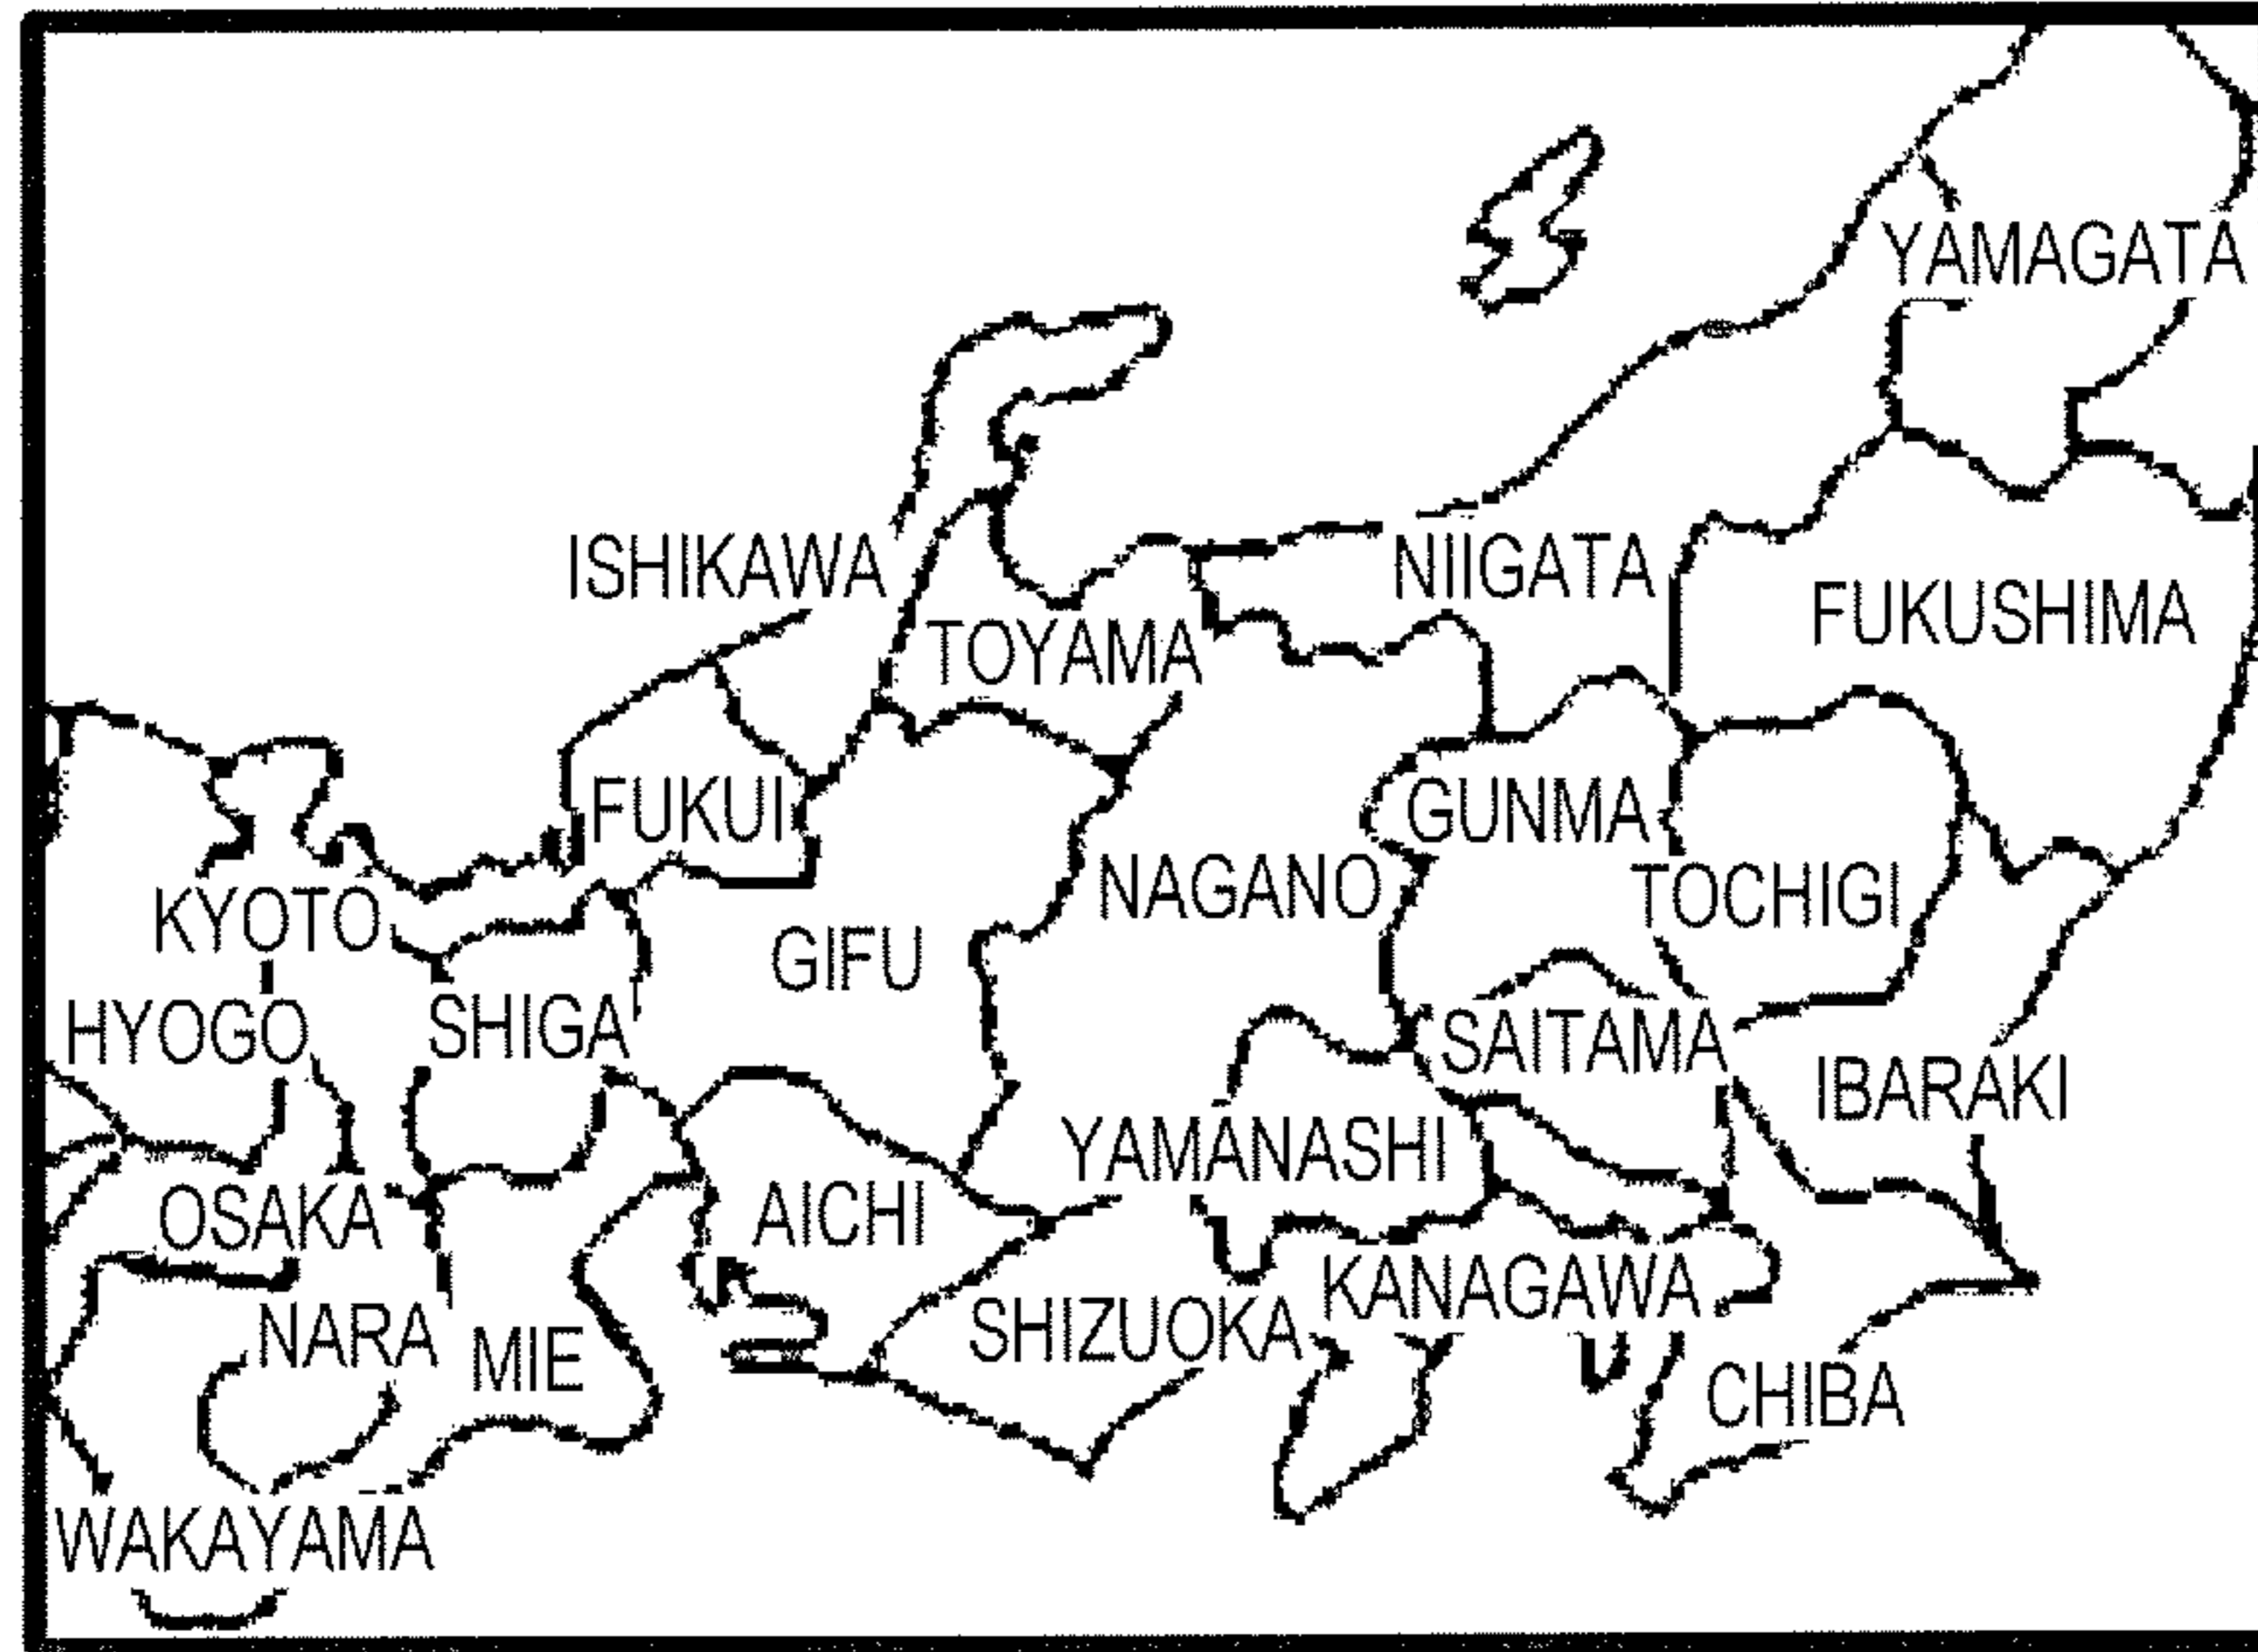 YAMAGATA
ISHIKAWA
NIIGATA
FUKUSHIMA
TOYAMA
FUKUI
GUNMA
NAGANO
TOCHIGI
KYOTO
GIFU
HYOGO
SHIGA
SAITAMA
IBARAKI
YAMANASHI
OSAKA
AICHI
KANAGAWA
NARA
MIE
SHIZUOKA
CHIBA
WAKAYAMA